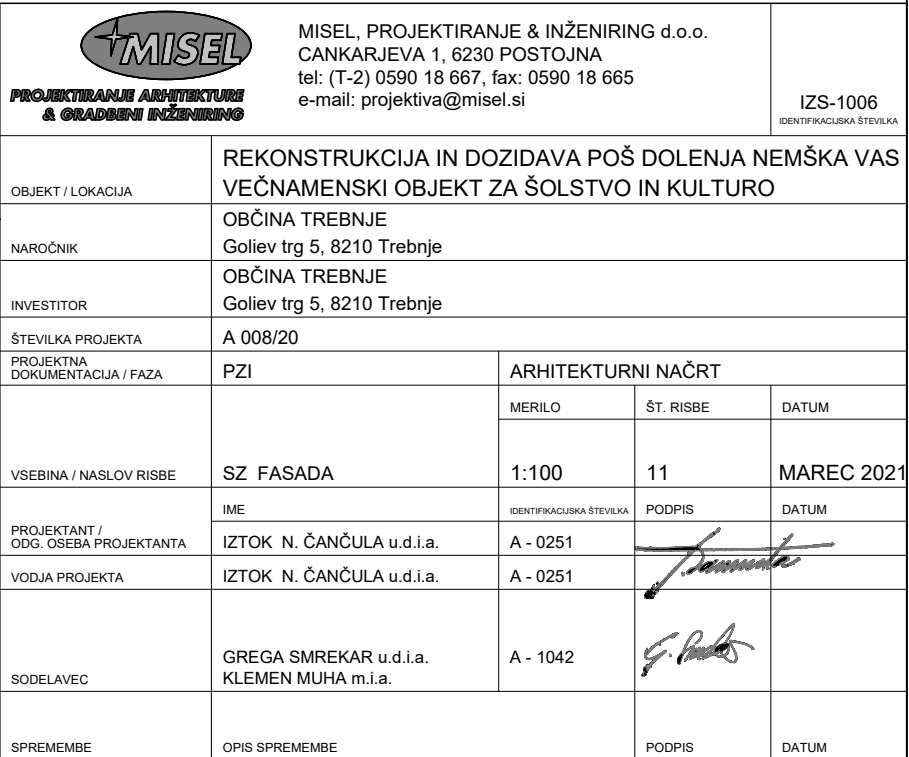 MISEL
PROJEKTIRANJE ARHITEKTURE
& GRADBENI INŽENIRING
MISEL, PROJEKTIRANJE & INŽENIRING d.o.o.
CANKARJEVA 1, 6230 POSTOJNA
tel: (T-2) 0590 18 667, fax: 0590 18 665
e-mail: projektiva@misel.si
IZS-1006
IDENTIFIKACIJSKA ŠTEVILKA
OBJEKT / LOKACIJA
REKONSTRUKCIJA IN DOZIDAVA POŠ DOLENJA NEMŠKA VAS
VEČNAMENSKI OBJEKT ZA ŠOLSTVO IN KULTURO
NAROČNIK
OBČINA TREBNJE
Goliev trg 5, 8210 Trebnje
INVESTITOR
OBČINA TREBNJE
Goliev trg 5, 8210 Trebnje
ŠTEVILKA PROJEKTA
A 008/20
PROJEKTNA
DOKUMENTACIJA / FAZA
PZI
ARHITEKTURNI NAČRT
MERILO
ŠT. RISBE
DATUM
VSEBINA / NASLOV RISBE
SZ FASADA
1:100
11
MAREC 2021
IME
IDENTIFIKACIJSKA ŠTEVILKA
PODPIS
DATUM
PROJEKTANT /
ODG. OSEBA PROJEKTANTA
IZTOK N. ČANČULA u.d.i.a.
A - 0251
VODJA PROJEKTA
IZTOK N. ČANČULA u.d.i.a.
A - 0251
SODELAVEC
GREGA SMREKAR u.d.i.a.
KLEMEN MUHA m.i.a.
A - 1042
SPREMEMBE
OPIS SPREMEMBE
PODPIS
DATUM